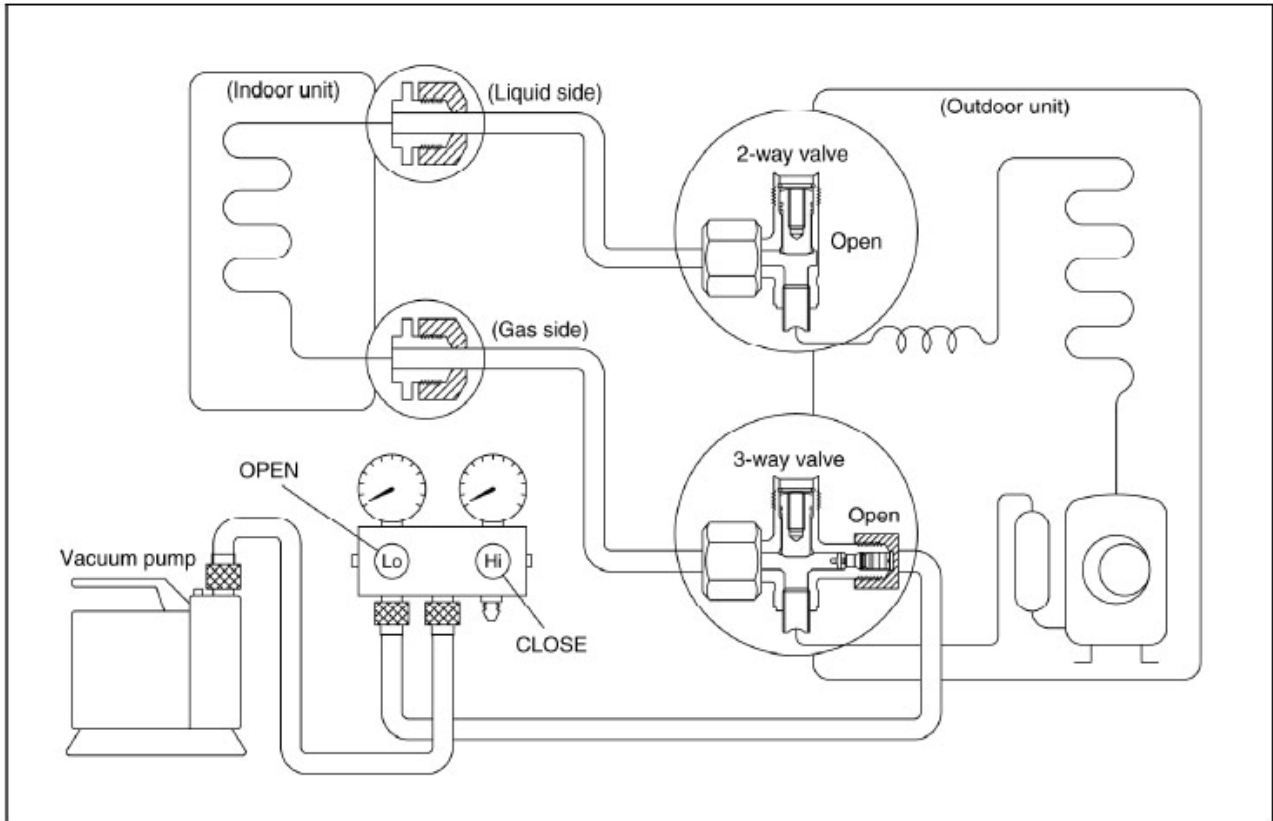 (Indoor unit)
(Liquid side)
(Outdoor unit)
2-way valve
Open
(Gas side)
3-way valve
Open
OPEN
Vacuum pump
Lo
Hi
CLOSE